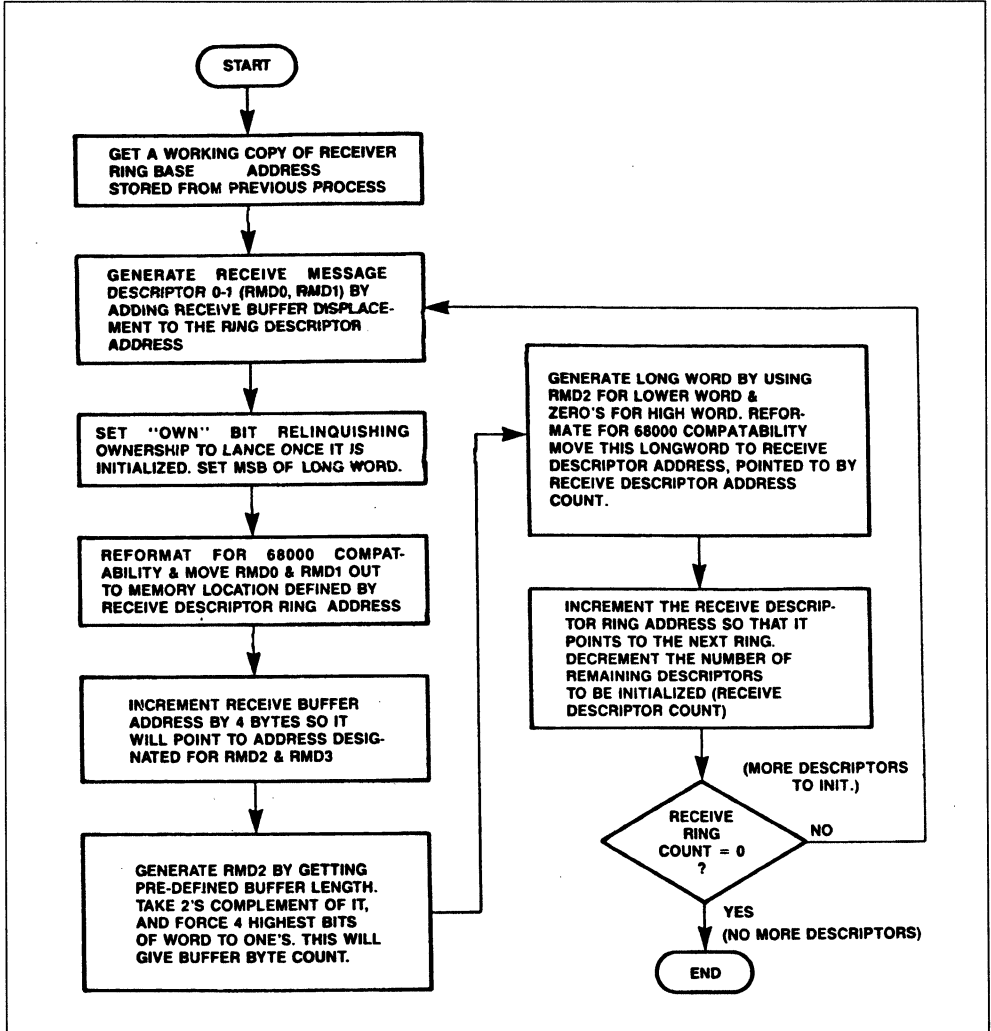 START
GET A WORKING COPY OF RECEIVER
RING BASE ADDRESS
STORED FROM PREVIOUS PROCESS
GENERATE RECEIVE MESSAGE
DESCRIPTOR 0-1 (RMD0, RMD1) BY
ADDING RECEIVE BUFFER DISPLACE-
MENT TO THE RING DESCRIPTOR
ADDRESS
SET "OWN" BIT RELINQUISHING
OWNERSHIP TO LANCE ONCE IT IS
INITIALIZED. SET MSB OF LONG WORD.
REFORMAT FOR 68000 COMPAT-
ABILITY & MOVE RMD0 & RMD1 OUT
TO MEMORY LOCATION DEFINED BY
RECEIVE DESCRIPTOR RING ADDRESS
INCREMENT RECEIVE BUFFER
ADDRESS BY 4 BYTES SO IT
WILL POINT TO ADDRESS DESIG-
NATED FOR RMD2 & RMD3
GENERATE RMD2 BY GETTING
PRE-DEFINED BUFFER LENGTH.
TAKE 2'S COMPLEMENT OF IT,
AND FORCE 4 HIGHEST BITS
OF WORD TO ONE'S. THIS WILL
GIVE BUFFER BYTE COUNT.
GENERATE LONG WORD BY USING
RMD2 FOR LOWER WORD &
ZERO'S FOR HIGH WORD. REFOR-
MATE FOR 68000 COMPATABILITY
MOVE THIS LONGWORD TO RECEIVE
DESCRIPTOR ADDRESS, POINTED TO BY
RECEIVE DESCRIPTOR ADDRESS
COUNT.
INCREMENT THE RECEIVE DESCRIP-
TOR RING ADDRESS SO THAT IT
POINTS TO THE NEXT RING.
DECREMENT THE NUMBER OF
REMAINING DESCRIPTORS
TO BE INITIALIZED (RECEIVE
DESCRIPTOR COUNT)
(MORE DESCRIPTORS
TO INIT.)
RECEIVE
RING
COUNT = 0
?
NO
YES
(NO MORE DESCRIPTORS)
END